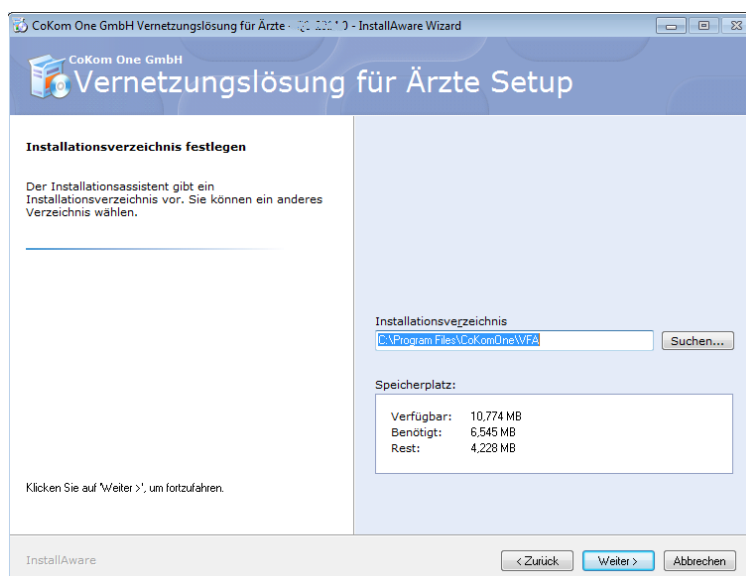 CoKom One GmbH Vernetzungslösung für Ärzte - - InstallAware Wizard
CoKom One GmbH
Vernetzungslösung für Ärzte Setup
Installationsverzeichnis festlegen
Der Installationsassistent gibt ein
Installationsverzeichnis vor. Sie können ein anderes
Verzeichnis wählen.
Installationsverzeichnis
C:\Program Files\CoKomOne\VFA
Suchen...
Speicherplatz:
Verfügbar: 10,774 MB
Benötigt: 6,545 MB
Rest: 4,228 MB
Klicken Sie auf 'Weiter >', um fortzufahren.
InstallAware
< Zurück
Weiter >
Abbrechen